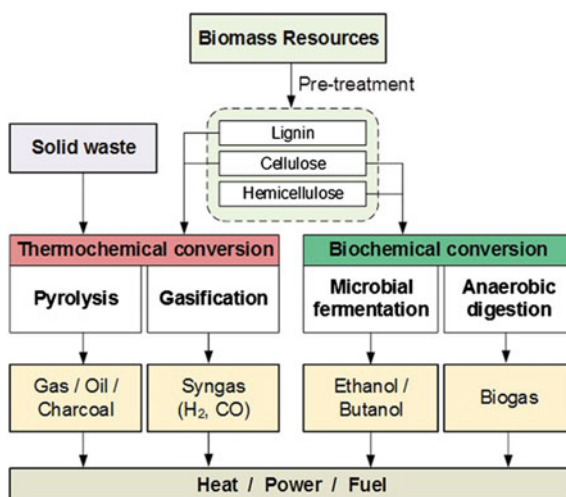 Biomass Resources
Pre-treatment
Lignin
Solid waste
Cellulose
Hemicellulose
Thermochemical conversion
Biochemical conversion
Pyrolysis
Gasification
Microbial
fermentation
Anaerobic
digestion
Gas / Oil /
Charcoal
Syngas
(H₂, CO)
Ethanol /
Butanol
Biogas
Heat / Power / Fuel